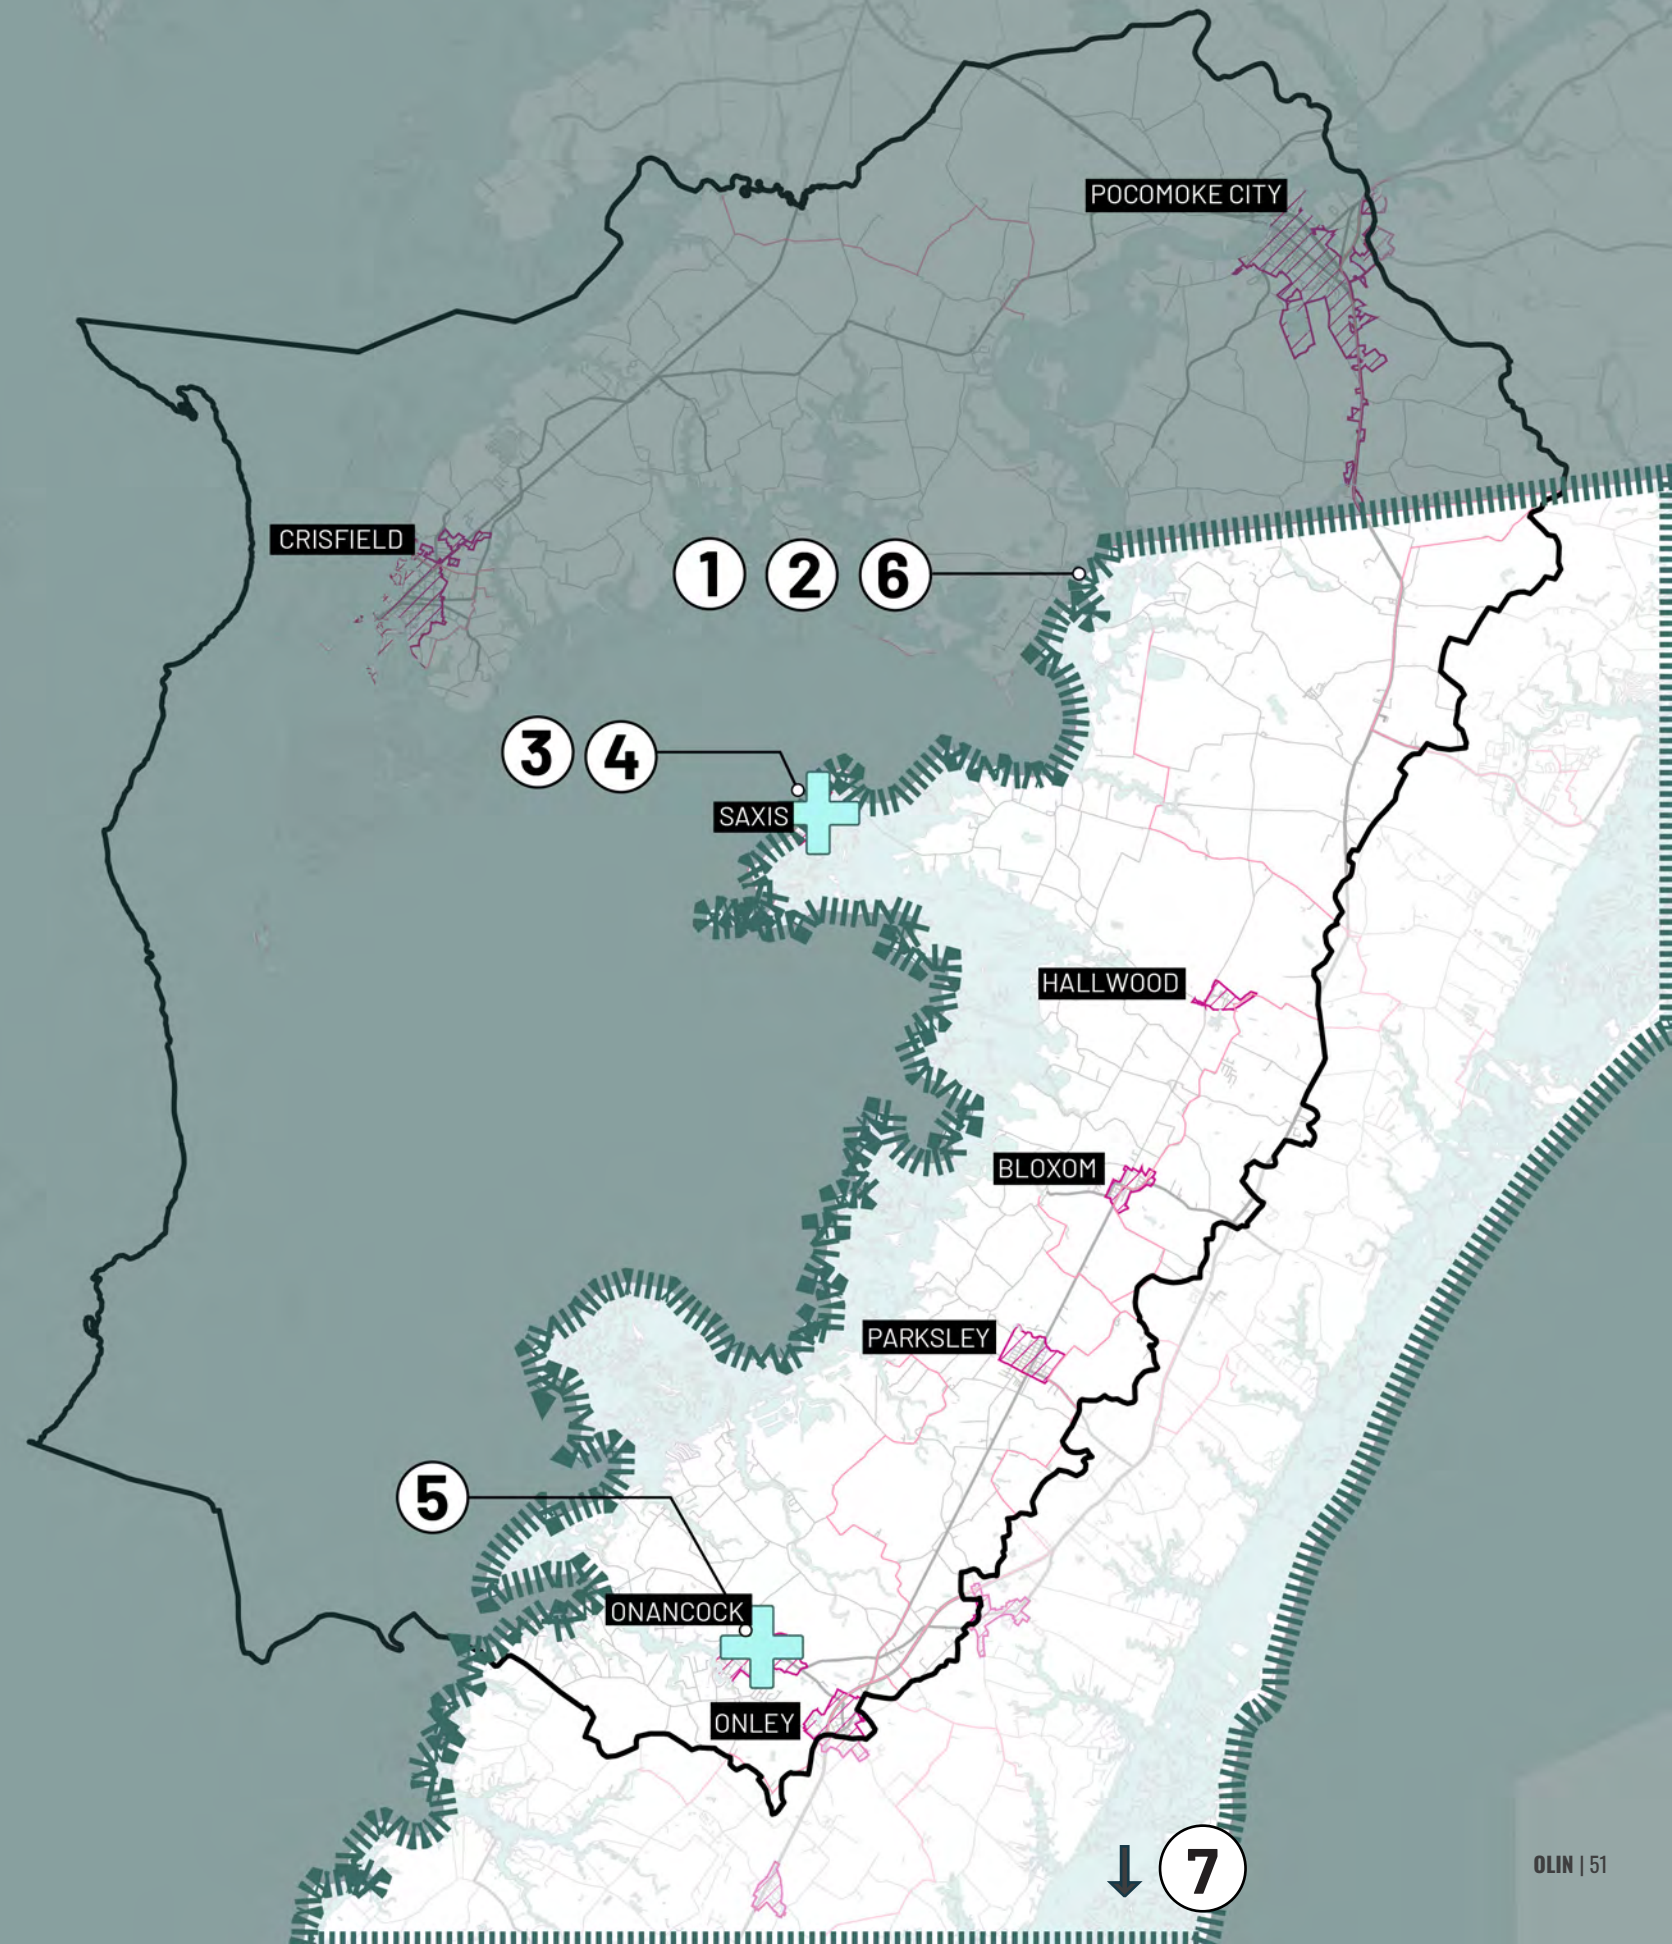 POCOMOKE CITY
CRISFIELD
1 2 6
3 4
SAXIS
HALLWOOD
BLOXOM
PARKSLEY
5
ONANCOCK
ONLEY
7
OLIN | 51